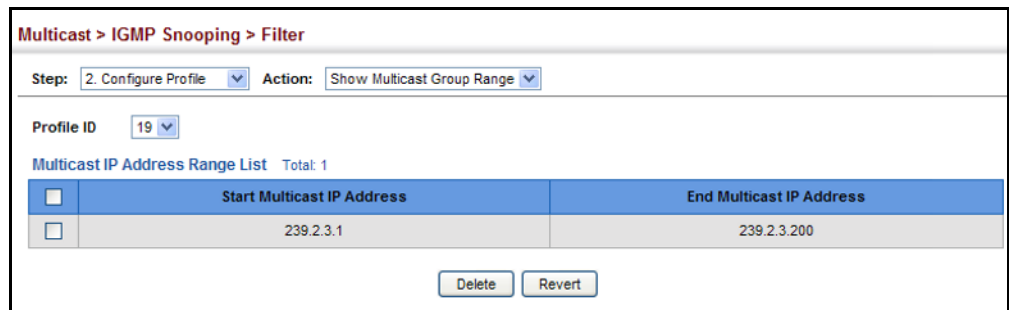 Multicast > IGMP Snooping > Filter
Step: 2. Configure Profile Action: Show Multicast Group Range
Profile ID 19
Multicast IP Address Range List Total: 1
Start Multicast IP Address End Multicast IP Address
239.2.3.1 239.2.3.200
Delete Revert